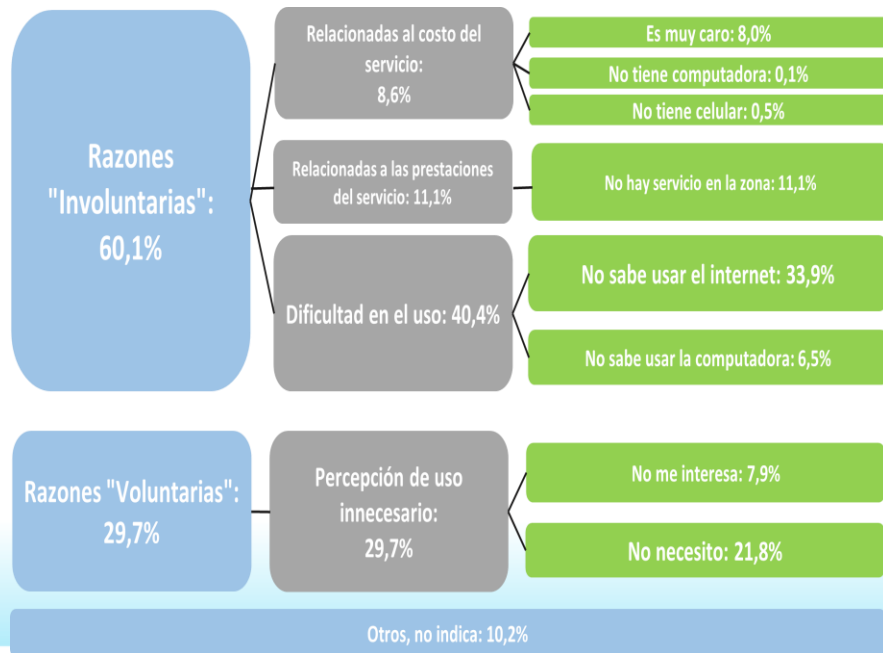 Razones
"Involuntarias":
60,1%
Relacionadas al costo del
servicio:
8,6%
Es muy caro: 8,0%
No tiene computadora: 0,1%
No tiene celular: 0,5%
Relacionadas a las prestaciones
del servicio: 11,1%
No hay servicio en la zona: 11,1%
Dificultad en el uso: 40,4%
No sabe usar el internet: 33,9%
No sabe usar la computadora: 6,5%
Razones "Voluntarias":
29,7%
Percepción de uso
innecesario:
29,7%
No me interesa: 7,9%
No necesito: 21,8%
Otros, no indica: 10,2%